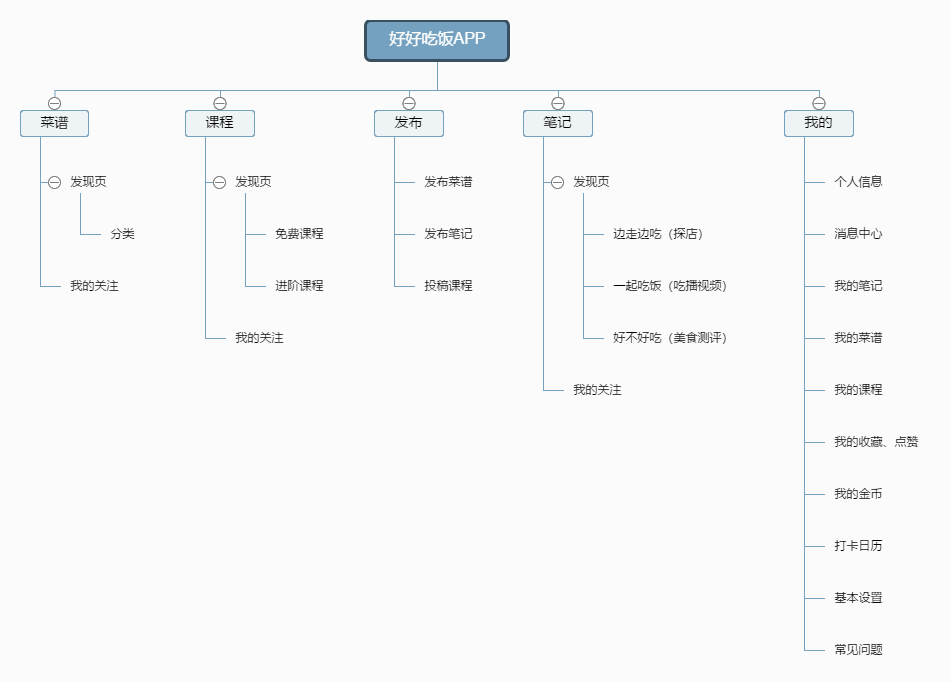 好好吃饭APP
菜谱
课程
发布
笔记
我的
发现页
分类
我的关注
发现页
免费课程
进阶课程
我的关注
发布菜谱
发布笔记
投稿课程
发现页
边走边吃（探店）
一起吃饭（吃播视频）
好不好吃（美食测评）
我的关注
个人信息
消息中心
我的笔记
我的菜谱
我的课程
我的收藏、点赞
我的金币
打卡日历
基本设置
常见问题